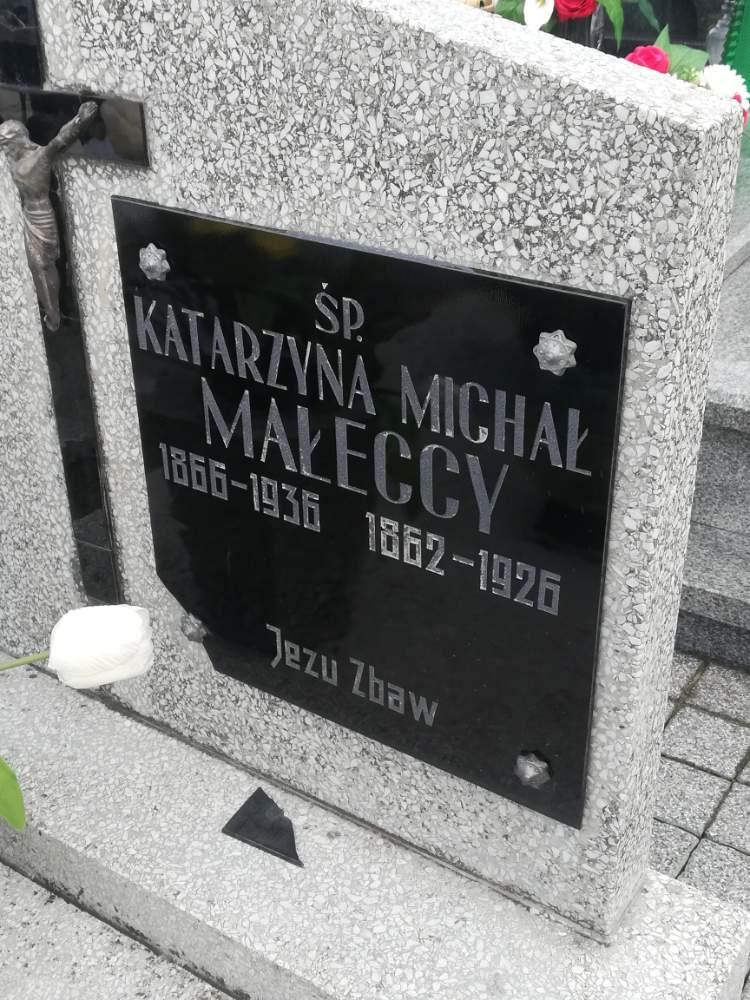 ŚP.
KATARZYNA MICHAŁ
MAŁECCY
1866-1936 1862-1926
Jezu Zbaw